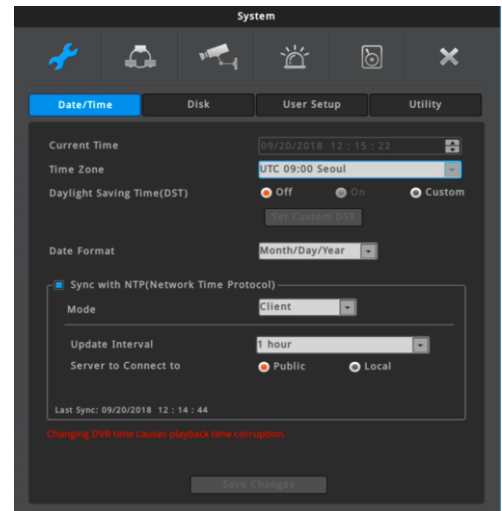 System
Date/Time Disk User Setup Utility
Current Time 09/20/2018 12 : 15 : 22
Time Zone UTC 09:00 Seoul
Daylight Saving Time(DST) Off On Custom
Set Custom DST
Date Format Month/Day/Year
Sync with NTP(Network Time Protocol)
Mode Client
Update Interval 1 hour
Server to Connect to Public Local
Last Sync: 09/20/2018 12 : 14 : 44
Changing DVR time causes playback time corruption.
Save Changes